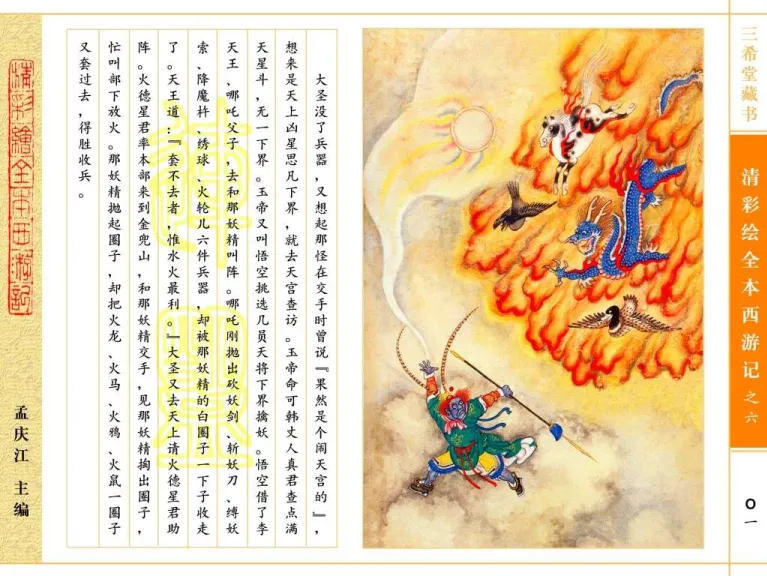 三希堂藏书
清彩绘全本西游记之六
〇一
大圣没了兵器，又想起那怪在交手时曾说『果然是个闹天宫的』，
想来是天上凶星思凡下界，就去天宫查访。玉帝命可韩丈人真君查点满
天星斗，无一下界。玉帝又叫悟空挑选几员天将下界擒妖。悟空借了李
天王、哪吒父子，去和那妖精叫阵。哪吒刚抛出砍妖剑、斩妖刀、缚妖
索、降魔杵、绣球、火轮儿六件兵器，却被那妖精的白圈子一下子收走
了。天王道：『套不去者，惟水火最利。』大圣又去天上请火德星君助
阵。火德星君率本部来到金兜山，和那妖精交手，见那妖精掏出圈子，
忙叫部下放火。那妖精抛起圈子，却把火龙、火马、火鸦、火鼠一圈子
又套过去，得胜收兵。
清彩绘全本西游记
孟庆江 主编